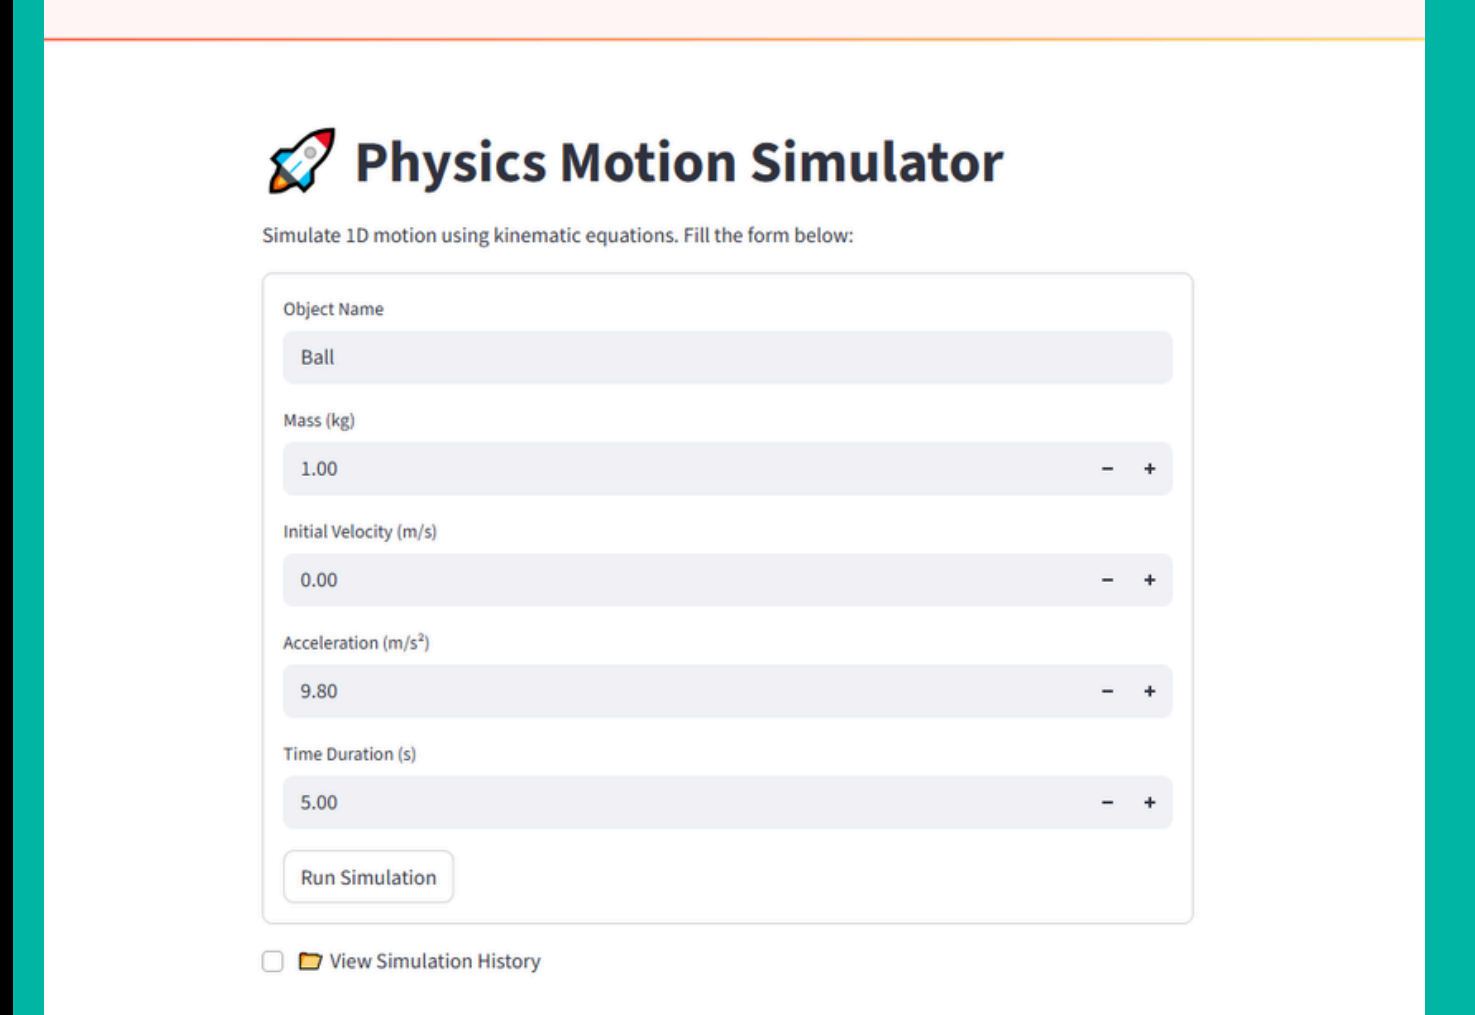 Physics Motion Simulator
Simulate 1D motion using kinematic equations. Fill the form below:
Object Name
Ball
Mass (kg)
1.00
Initial Velocity (m/s)
0.00
Acceleration (m/s²)
9.80
Time Duration (s)
5.00
Run Simulation
View Simulation History